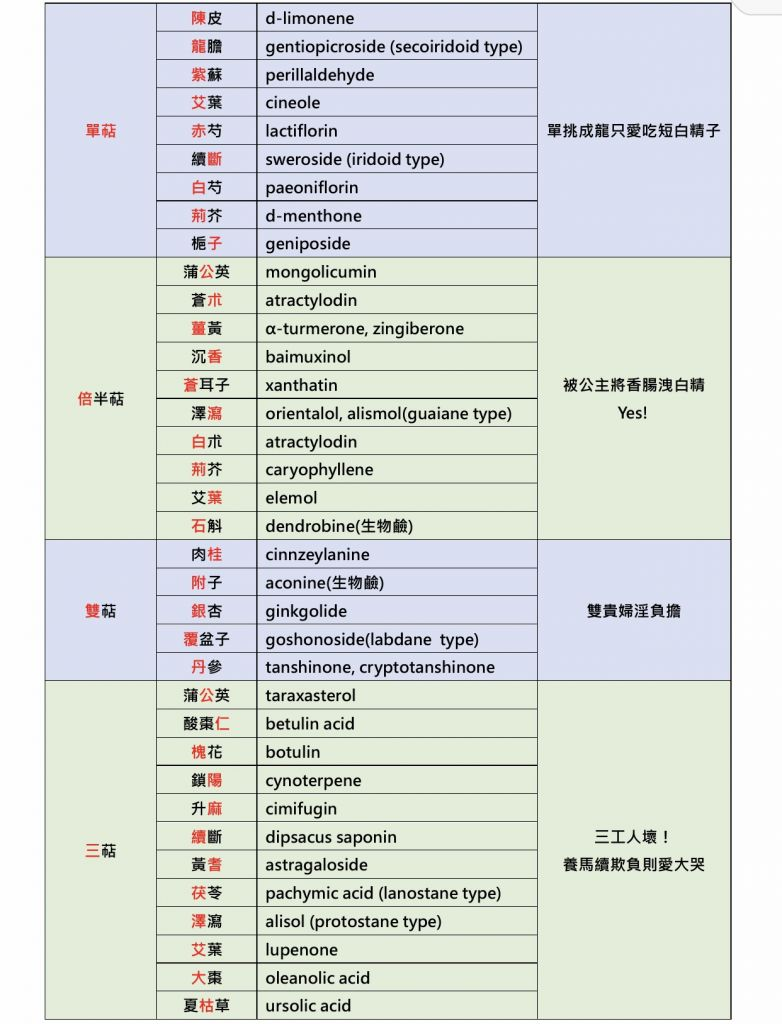 單萜
陳皮 d-limonene
龍膽 gentiopicroside (secoiridoid type)
紫蘇 perillaldehyde
艾葉 cineole
赤芍 lactiflorin
續斷 sweroside (iridoid type)
白芍 paeoniflorin
荊芥 d-menthone
梔子 geniposide
單挑成龍只愛吃短白精子
倍半萜
蒲公英 mongolicumin
蒼朮 atractylodin
薑黃 α-turmerone, zingiberone
沉香 baimuxinol
蒼耳子 xanthatin
澤瀉 orientalol, alismol(guaiane type)
白朮 atractylodin
荊芥 caryophyllene
艾葉 elemol
石斛 dendrobine(生物鹼)
被公主將香腸洩白精
Yes!
雙萜
肉桂 cinnzeylanine
附子 aconine(生物鹼)
銀杏 ginkgolide
覆盆子 goshonoside(labdane type)
丹參 tanshinone, cryptotanshinone
雙貴婦淫負擔
三萜
蒲公英 taraxasterol
酸棗仁 betulin acid
槐花 botulin
鎖陽 cynoterpene
升麻 cimifugin
續斷 dipsacus saponin
黃耆 astragaloside
茯苓 pachymic acid (lanostane type)
澤瀉 alisol (protostane type)
艾葉 lupenone
大棗 oleanolic acid
夏枯草 ursolic acid
三工人壞！
養馬續欺負則愛大哭